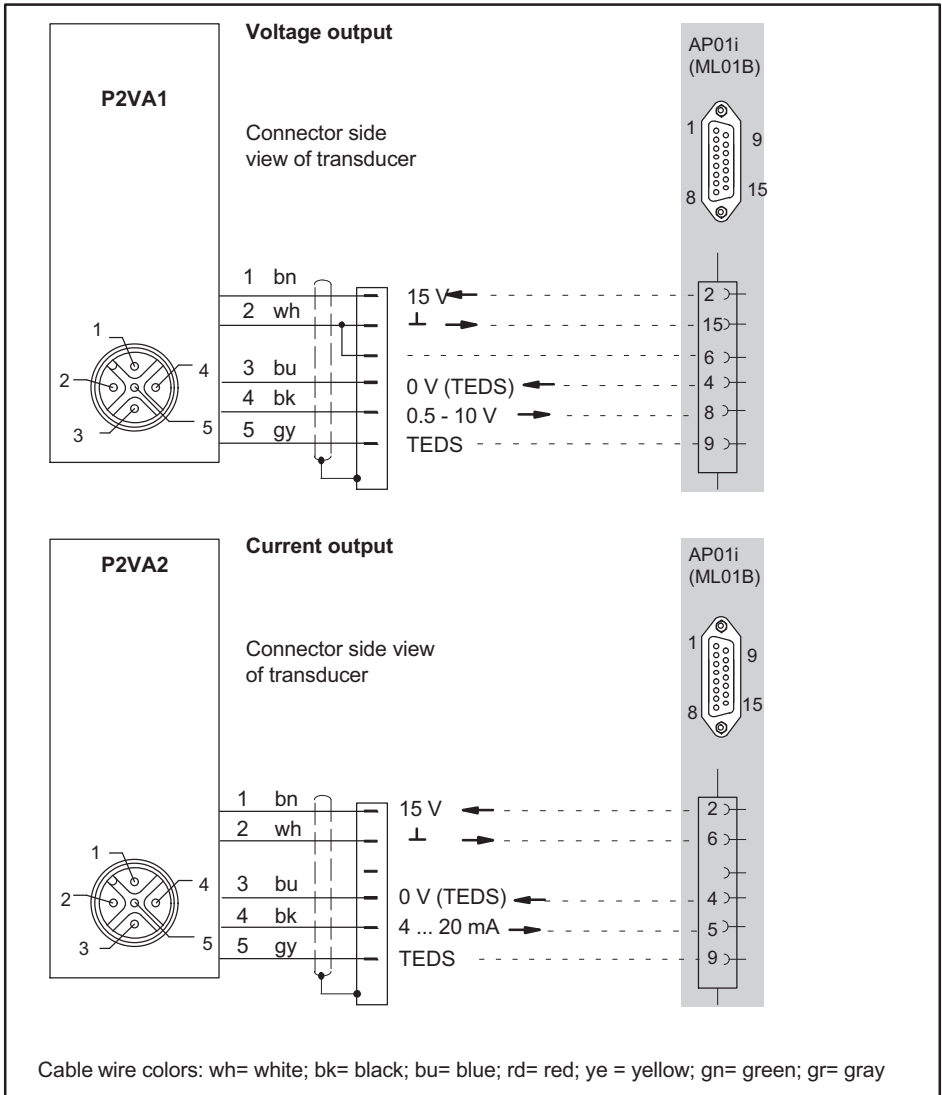 Voltage output
AP01i
(ML01B)
P2VA1
Connector side
view of transducer
1 9
8 15
1 bn 15 V 2
2 wh ⊥ 15
6
3 bu 0 V (TEDS) 4
4 bk 0.5 - 10 V 8
5 gy TEDS 9
1
2 4
3 5
Current output
AP01i
(ML01B)
P2VA2
Connector side view
of transducer
1 9
8 15
1 bn 15 V 2
2 wh ⊥ 6
3 bu 0 V (TEDS) 4
4 bk 4 ... 20 mA 5
5 gy TEDS 9
1
2 4
3 5
Cable wire colors: wh= white; bk= black; bu= blue; rd= red; ye = yellow; gn= green; gr= gray